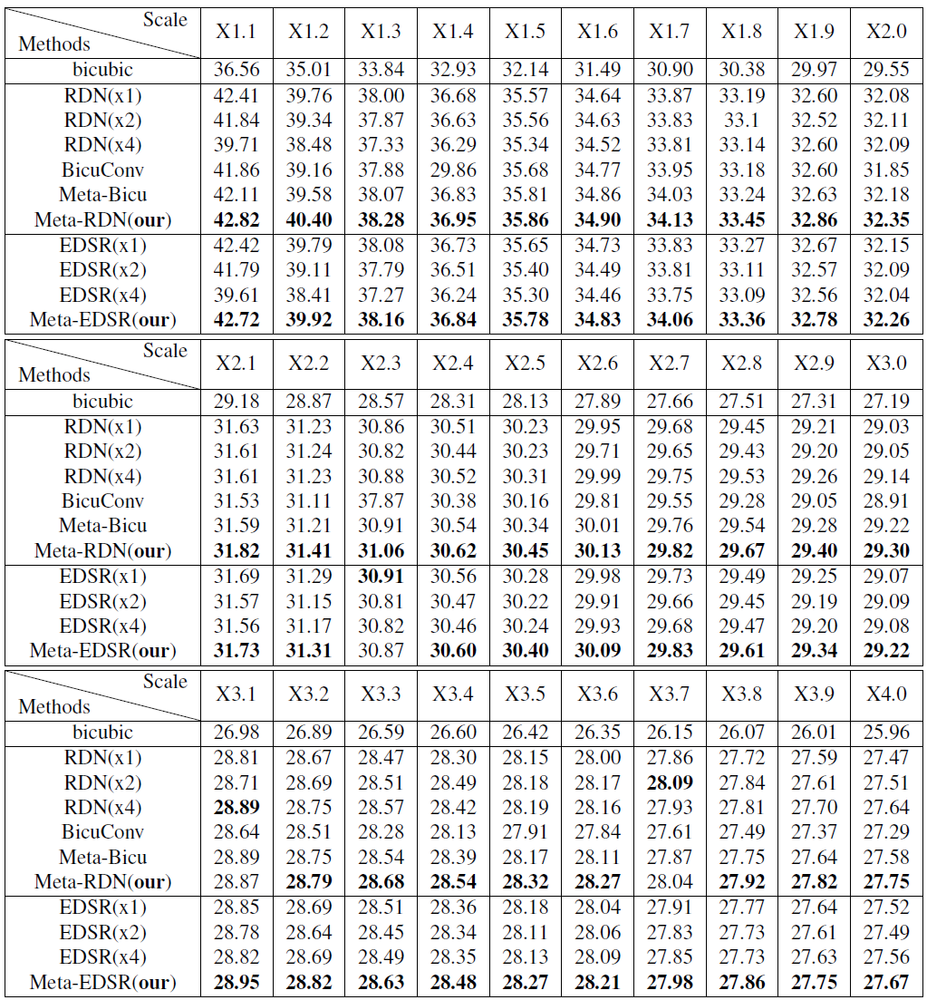 Scale
Methods X1.1 X1.2 X1.3 X1.4 X1.5 X1.6 X1.7 X1.8 X1.9 X2.0
bicubic 36.56 35.01 33.84 32.93 32.14 31.49 30.90 30.38 29.97 29.55
RDN(x1) 42.41 39.76 38.00 36.68 35.57 34.64 33.87 33.19 32.60 32.08
RDN(x2) 41.84 39.34 37.87 36.63 35.56 34.63 33.83 33.1 32.52 32.11
RDN(x4) 39.71 38.48 37.33 36.29 35.34 34.52 33.81 33.14 32.60 32.09
BicuConv 41.86 39.16 37.88 29.86 35.68 34.77 33.95 33.18 32.60 31.85
Meta-Bicu 42.11 39.58 38.07 36.83 35.81 34.86 34.03 33.24 32.63 32.18
Meta-RDN(our) 42.82 40.40 38.28 36.95 35.86 34.90 34.13 33.45 32.86 32.35
EDSR(x1) 42.42 39.79 38.08 36.73 35.65 34.73 33.83 33.27 32.67 32.15
EDSR(x2) 41.79 39.11 37.79 36.51 35.40 34.49 33.81 33.11 32.57 32.09
EDSR(x4) 39.61 38.41 37.27 36.24 35.30 34.46 33.75 33.09 32.56 32.04
Meta-EDSR(our) 42.72 39.92 38.16 36.84 35.78 34.83 34.06 33.36 32.78 32.26
Scale
Methods X2.1 X2.2 X2.3 X2.4 X2.5 X2.6 X2.7 X2.8 X2.9 X3.0
bicubic 29.18 28.87 28.57 28.31 28.13 27.89 27.66 27.51 27.31 27.19
RDN(x1) 31.63 31.23 30.86 30.51 30.23 29.95 29.68 29.45 29.21 29.03
RDN(x2) 31.61 31.24 30.82 30.44 30.23 29.71 29.65 29.43 29.20 29.05
RDN(x4) 31.61 31.23 30.88 30.52 30.31 29.99 29.75 29.53 29.26 29.14
BicuConv 31.53 31.11 37.87 30.38 30.16 29.81 29.55 29.28 29.05 28.91
Meta-Bicu 31.59 31.21 30.91 30.54 30.34 30.01 29.76 29.54 29.28 29.22
Meta-RDN(our) 31.82 31.41 31.06 30.62 30.45 30.13 29.82 29.67 29.40 29.30
EDSR(x1) 31.69 31.29 30.91 30.56 30.28 29.98 29.73 29.49 29.25 29.07
EDSR(x2) 31.57 31.15 30.81 30.47 30.22 29.91 29.66 29.45 29.19 29.09
EDSR(x4) 31.56 31.17 30.82 30.46 30.24 29.93 29.68 29.47 29.20 29.08
Meta-EDSR(our) 31.73 31.31 30.87 30.60 30.40 30.09 29.83 29.61 29.34 29.22
Scale
Methods X3.1 X3.2 X3.3 X3.4 X3.5 X3.6 X3.7 X3.8 X3.9 X4.0
bicubic 26.98 26.89 26.59 26.60 26.42 26.35 26.15 26.07 26.01 25.96
RDN(x1) 28.81 28.67 28.47 28.30 28.15 28.00 27.86 27.72 27.59 27.47
RDN(x2) 28.71 28.69 28.51 28.49 28.18 28.17 28.09 27.84 27.61 27.51
RDN(x4) 28.89 28.75 28.57 28.42 28.19 28.16 27.93 27.81 27.70 27.64
BicuConv 28.64 28.51 28.28 28.13 27.91 27.84 27.61 27.49 27.37 27.29
Meta-Bicu 28.89 28.75 28.54 28.39 28.17 28.11 27.87 27.75 27.64 27.58
Meta-RDN(our) 28.87 28.79 28.68 28.54 28.32 28.27 28.04 27.92 27.82 27.75
EDSR(x1) 28.85 28.69 28.51 28.36 28.18 28.04 27.91 27.77 27.64 27.52
EDSR(x2) 28.78 28.64 28.45 28.34 28.11 28.06 27.83 27.73 27.61 27.49
EDSR(x4) 28.82 28.69 28.49 28.35 28.13 28.09 27.85 27.73 27.63 27.56
Meta-EDSR(our) 28.95 28.82 28.63 28.48 28.27 28.21 27.98 27.86 27.75 27.67